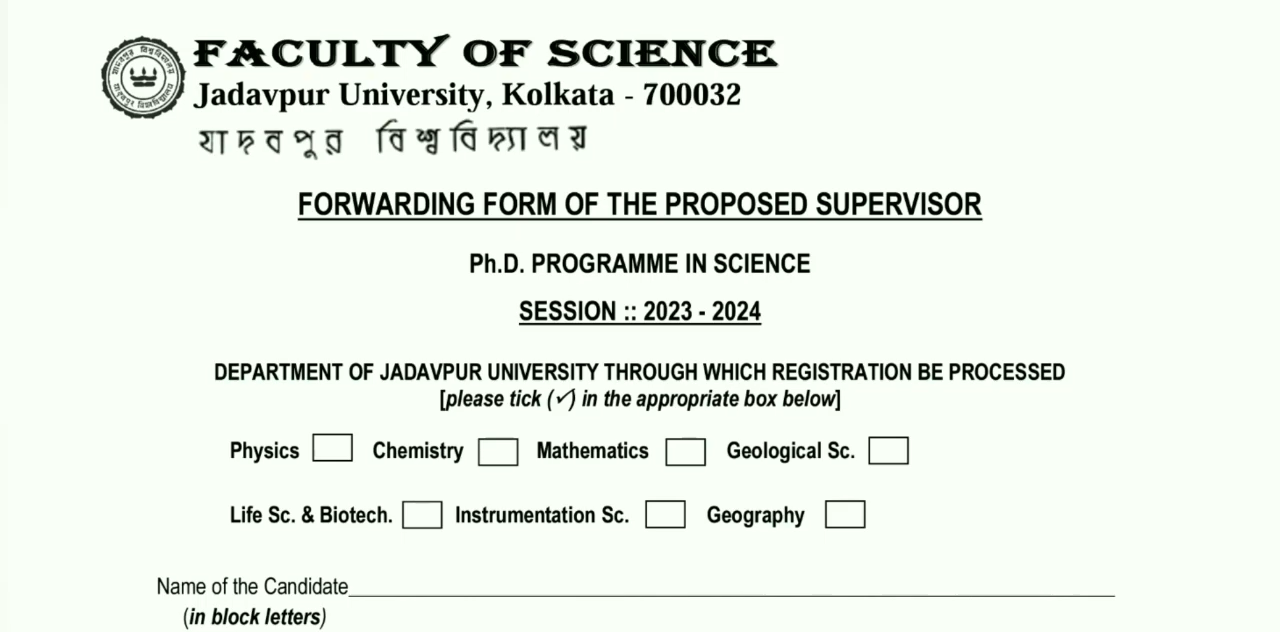 FACULTY OF SCIENCE
Jadavpur University, Kolkata - 700032
যাদবপুর বিশ্ববিদ্যালয়
FORWARDING FORM OF THE PROPOSED SUPERVISOR
Ph.D. PROGRAMME IN SCIENCE
SESSION :: 2023 - 2024
DEPARTMENT OF JADAVPUR UNIVERSITY THROUGH WHICH REGISTRATION BE PROCESSED
[please tick (✓) in the appropriate box below]
Physics Chemistry Mathematics Geological Sc.
Life Sc. & Biotech. Instrumentation Sc. Geography
Name of the Candidate
(in block letters)